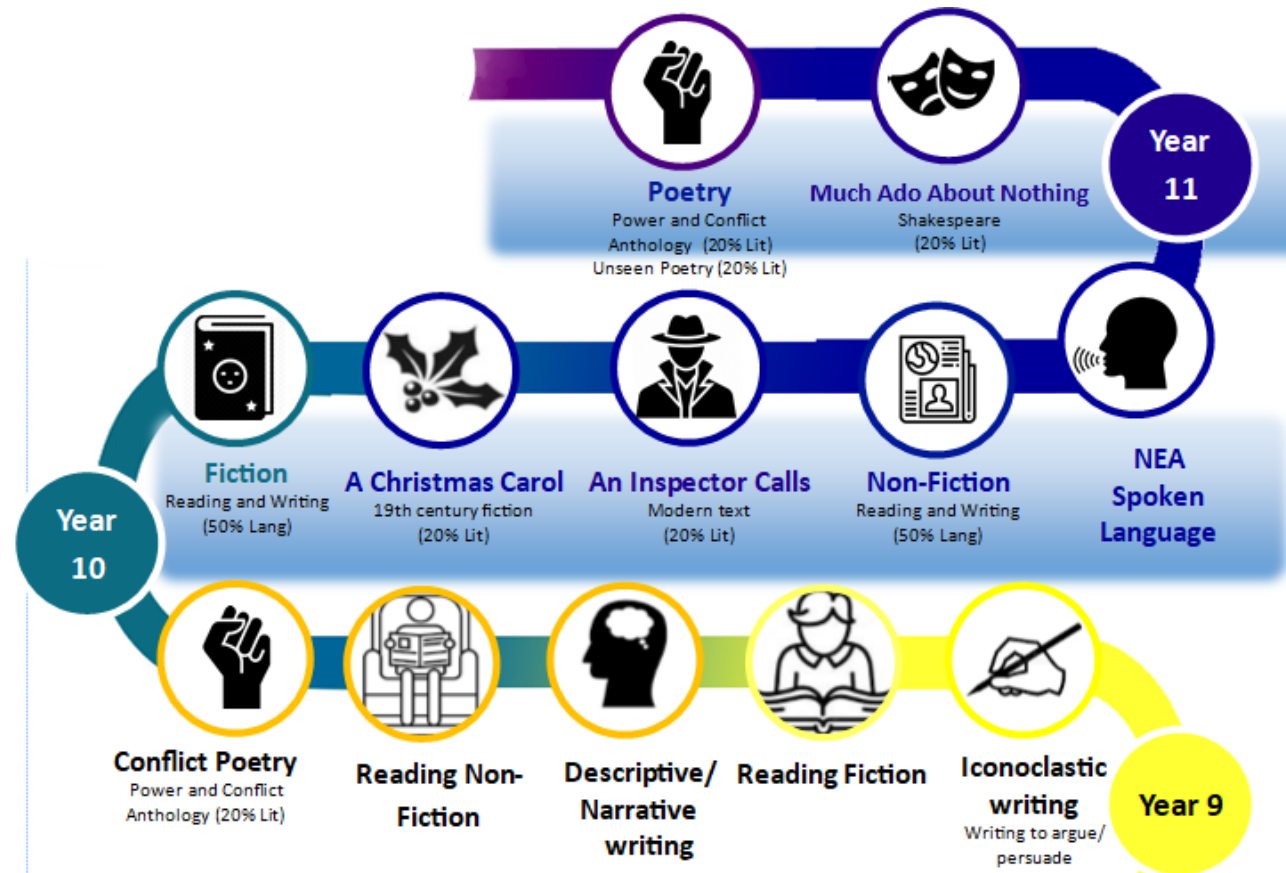 Year
11
Poetry
Power and Conflict
Anthology (20% Lit)
Unseen Poetry (20% Lit)
Much Ado About Nothing
Shakespeare
(20% Lit)
Fiction
Reading and Writing
(50% Lang)
A Christmas Carol
19th century fiction
(20% Lit)
An Inspector Calls
Modern text
(20% Lit)
Non-Fiction
Reading and Writing
(50% Lang)
NEA
Spoken
Language
Year
10
Conflict Poetry
Power and Conflict
Anthology (20% Lit)
Reading Non-
Fiction
Descriptive/
Narrative
writing
Reading Fiction
Iconoclastic
writing
Writing to argue/
persuade
Year 9